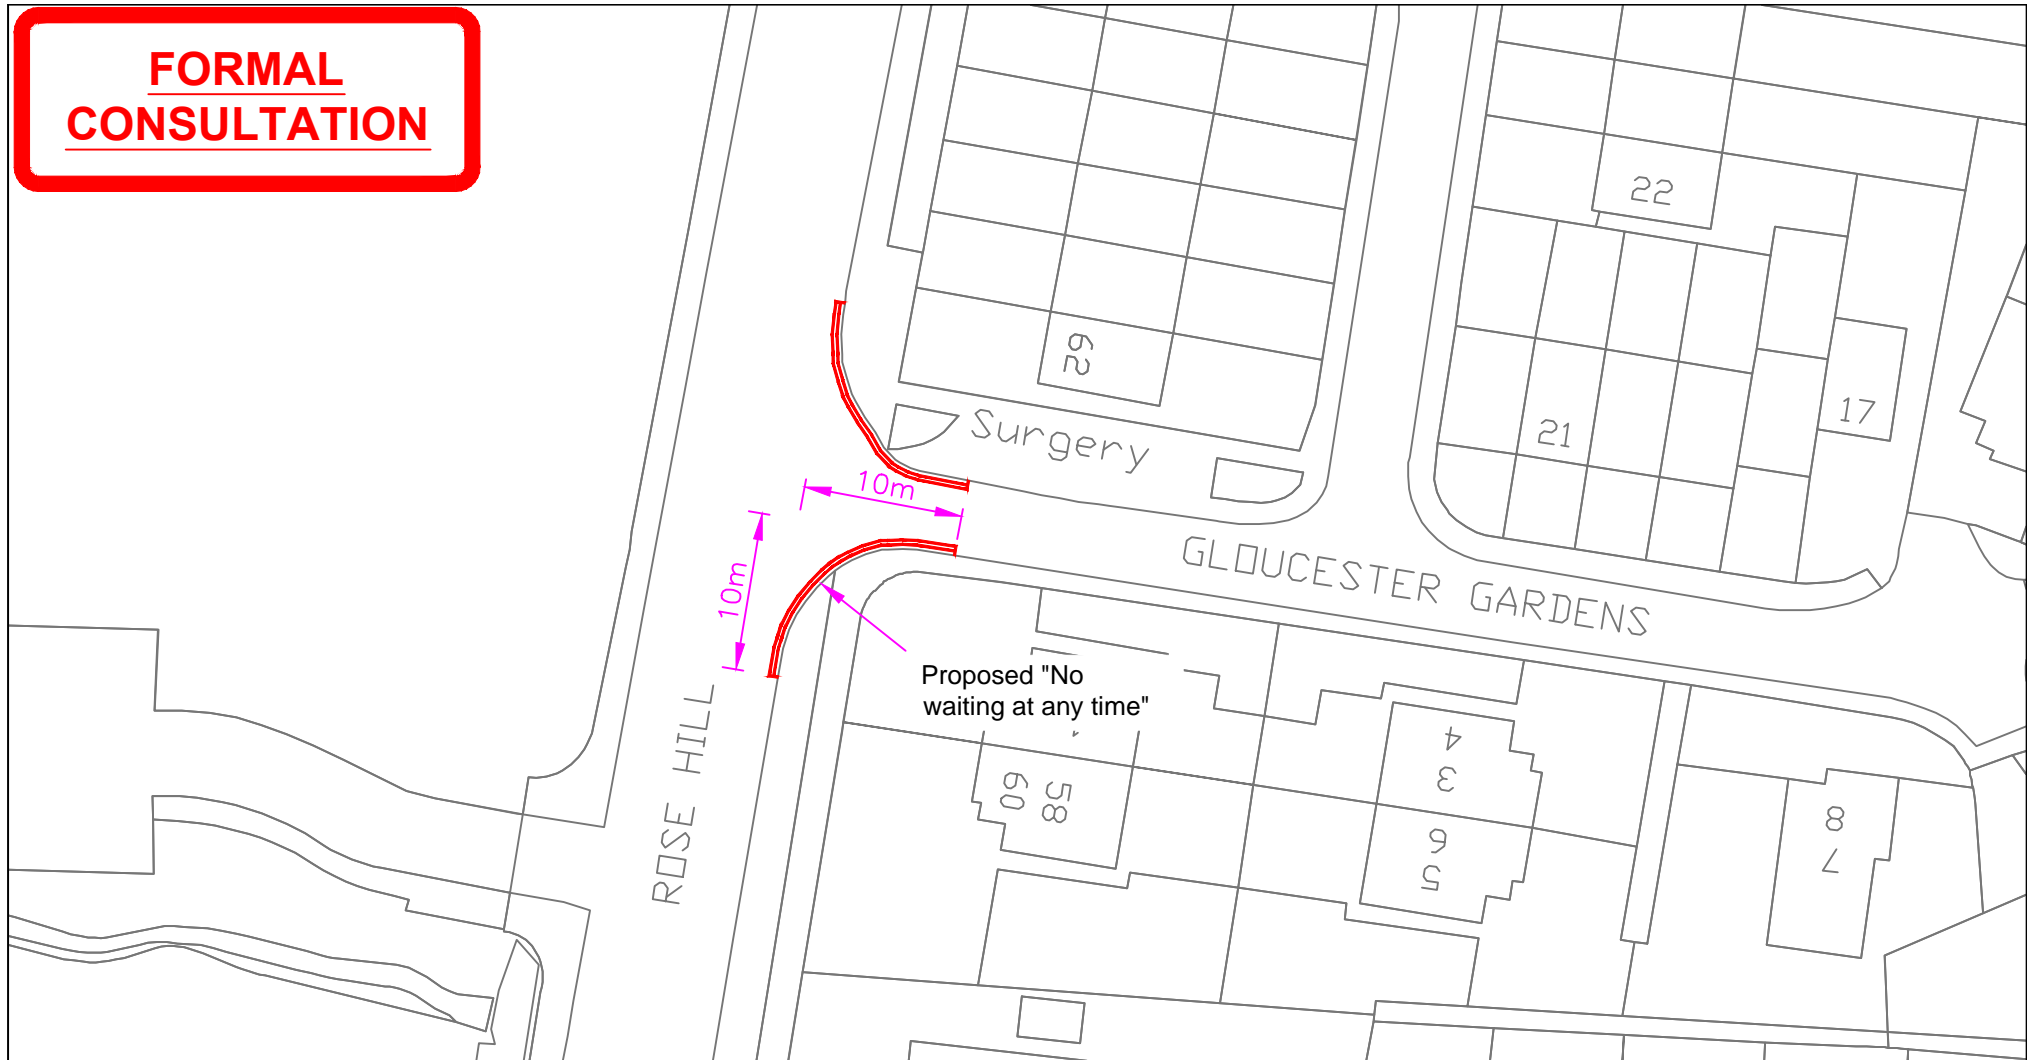 FORMAL
CONSULTATION
22
62
17
21
Surgery
10m
10m
GLOUCESTER GARDENS
Proposed "No
waiting at any time"
ROSE HILL
4
3
58
60
6
5
8
7